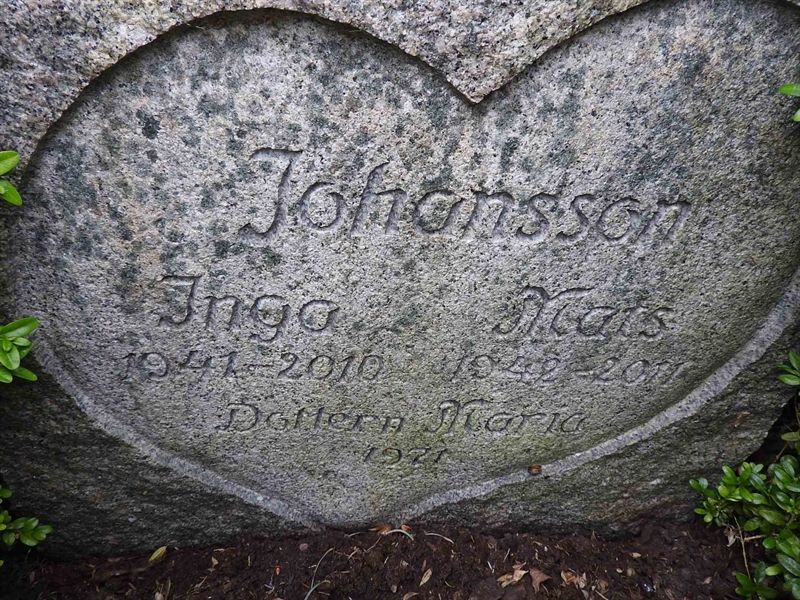 Johansson
Ingo Mats
1941-2010 1942-2011
Dottern Maria
1971